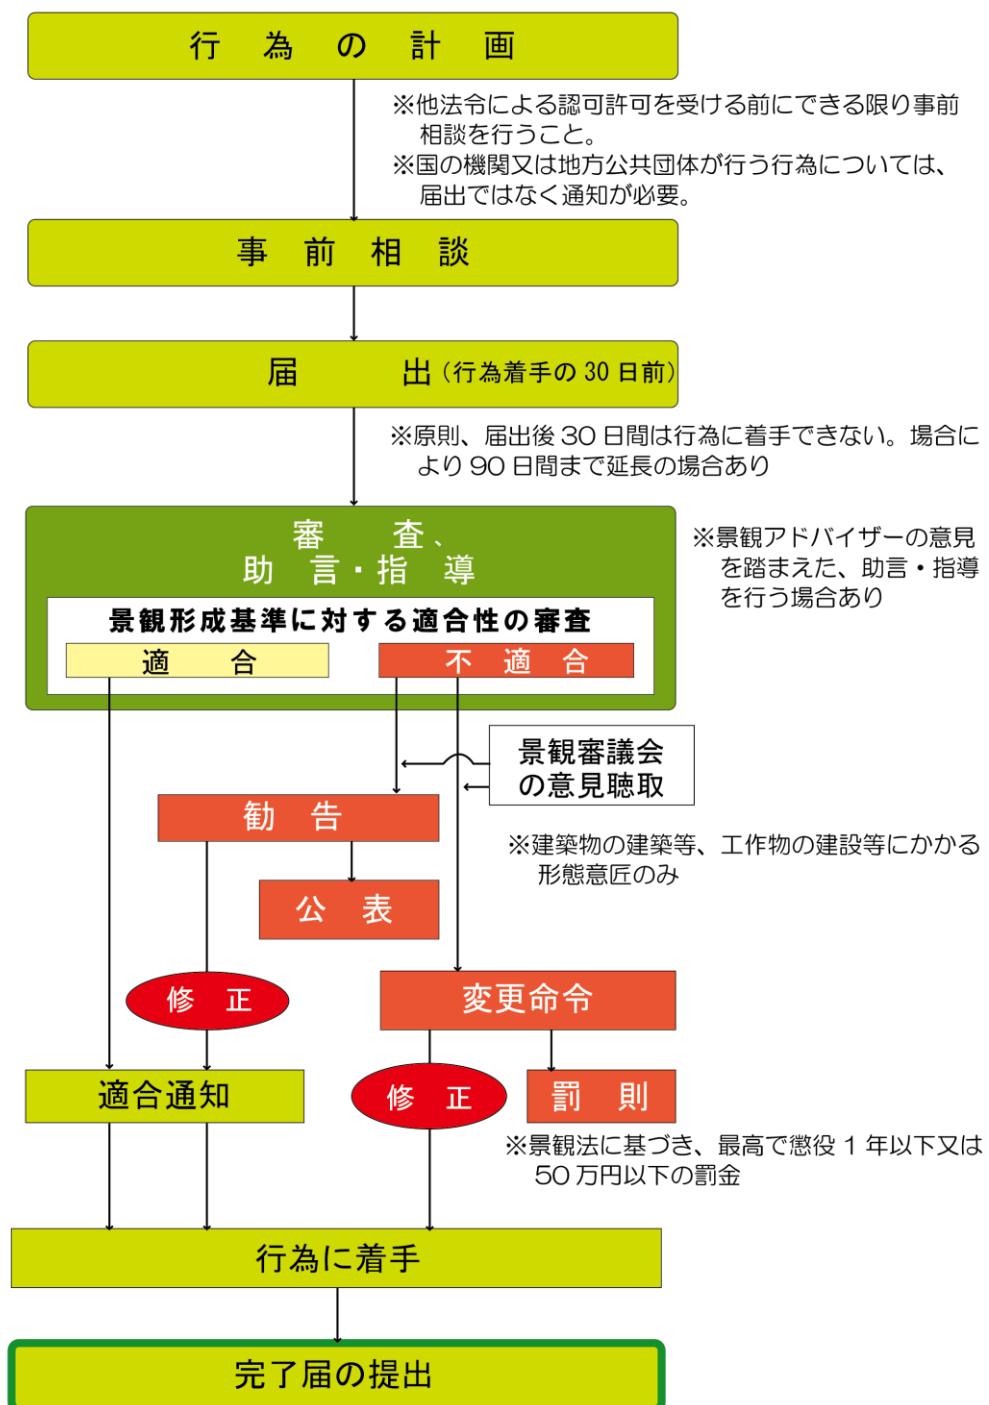 行為の計画
※他法令による認可許可を受ける前にできる限り事前
相談を行うこと。
※国の機関又は地方公共団体が行う行為については、
届出ではなく通知が必要。
事前相談
届出(行為着手の30日前)
※原則、届出後30日間は行為に着手できない。場合に
より90日間まで延長の場合あり
審査、
助言・指導
※景観アドバイザーの意見
を踏まえた、助言・指導
を行う場合あり
景観形成基準に対する適合性の審査
適合
不適合
景観審議会
の意見聴取
勧告
※建築物の建築等、工作物の建設等にかかる
形態意匠のみ
公表
修正
変更命令
適合通知
修正
罰則
※景観法に基づき、最高で懲役1年以下又は
50万円以下の罰金
行為に着手
完了届の提出